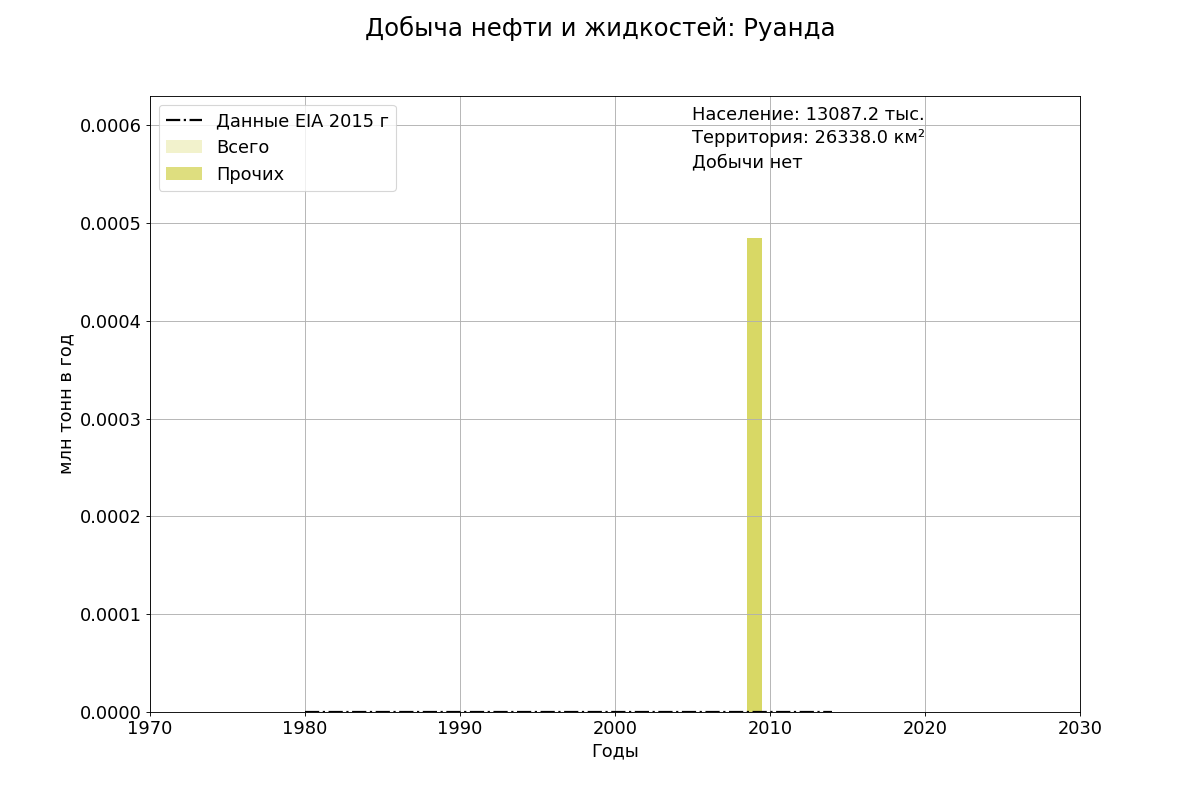 Добыча нефти и жидкостей: Руанда
Данные EIA 2015 г
Всего
Прочих
Население: 13087.2 тыс.
Территория: 26338.0 км²
Добычи нет
млн тонн в год
0.0006
0.0005
0.0004
0.0003
0.0002
0.0001
0.0000
1970 1980 1990 2000 2010 2020 2030
Годы